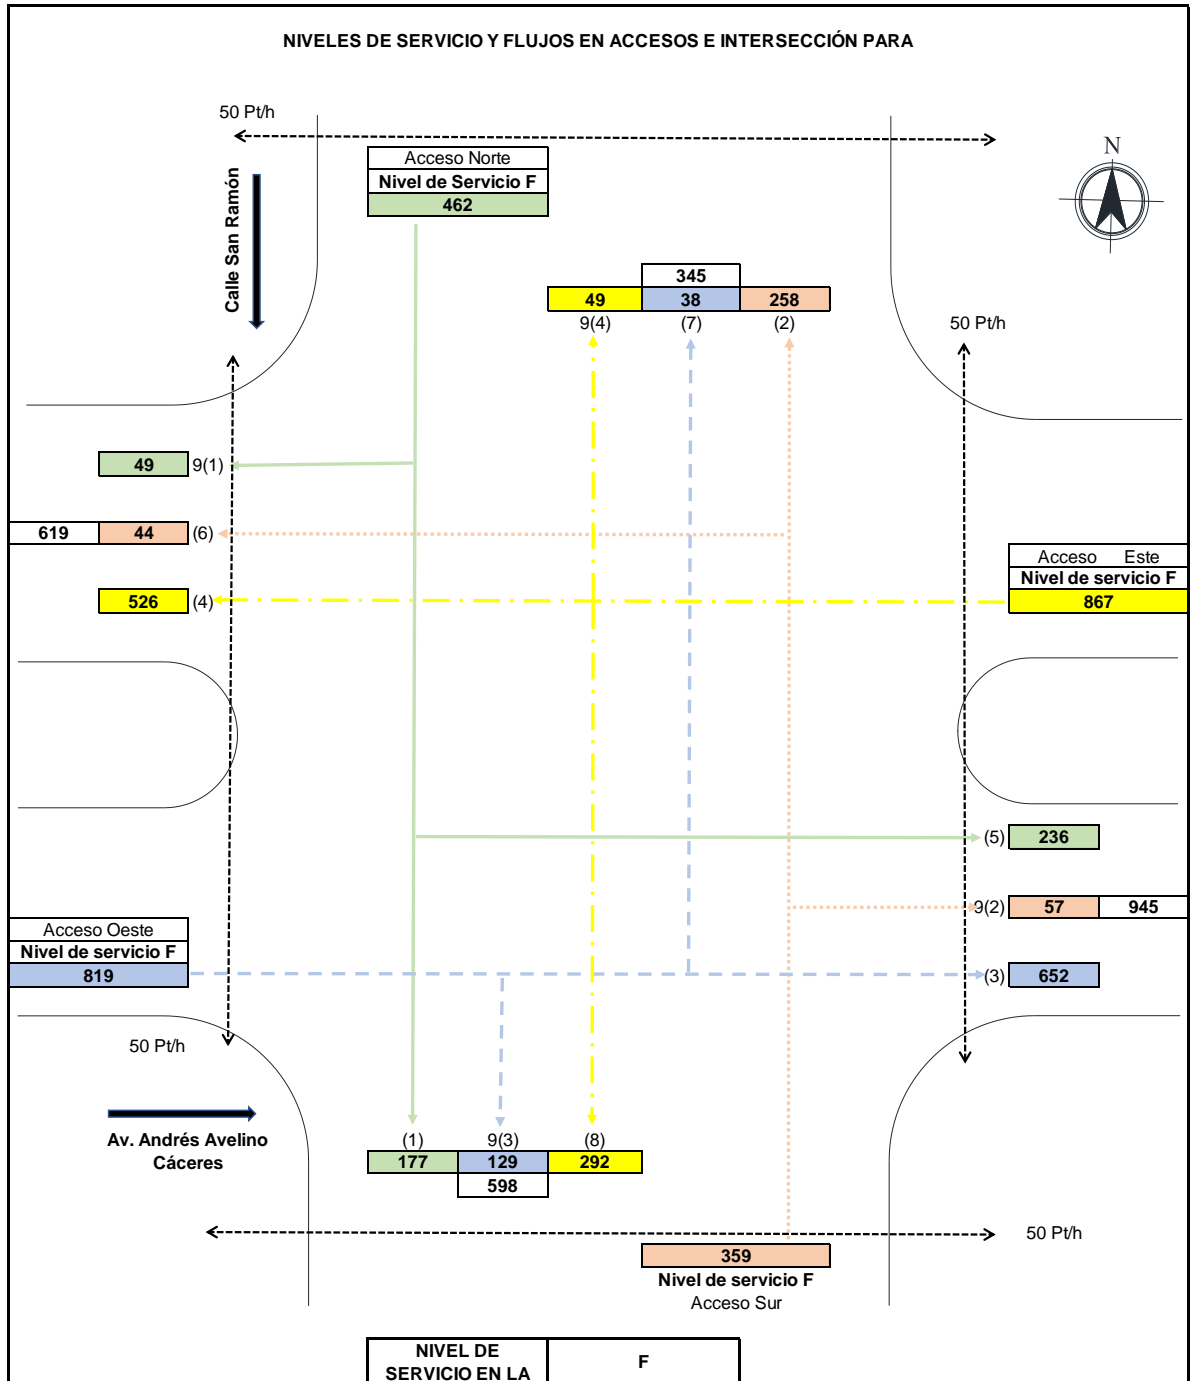 NIVELES DE SERVICIO Y FLUJOS EN ACCESOS E INTERSECCIÓN PARA
50 Pt/h
Acceso Norte
Nivel de Servicio F
462
Calle San Ramón
N
345
49 38 258
9(4) (7) (2)
50 Pt/h
49 9(1)
619 44 (6)
Acceso Este
Nivel de servicio F
867
526 (4)
(5) 236
9(2) 57 945
Acceso Oeste
Nivel de servicio F
819
(3) 652
50 Pt/h
Av. Andrés Avelino
Cáceres
(1) 9(3) (8)
177 129 292
598
50 Pt/h
359
Nivel de servicio F
Acceso Sur
NIVEL DE
SERVICIO EN LA
F